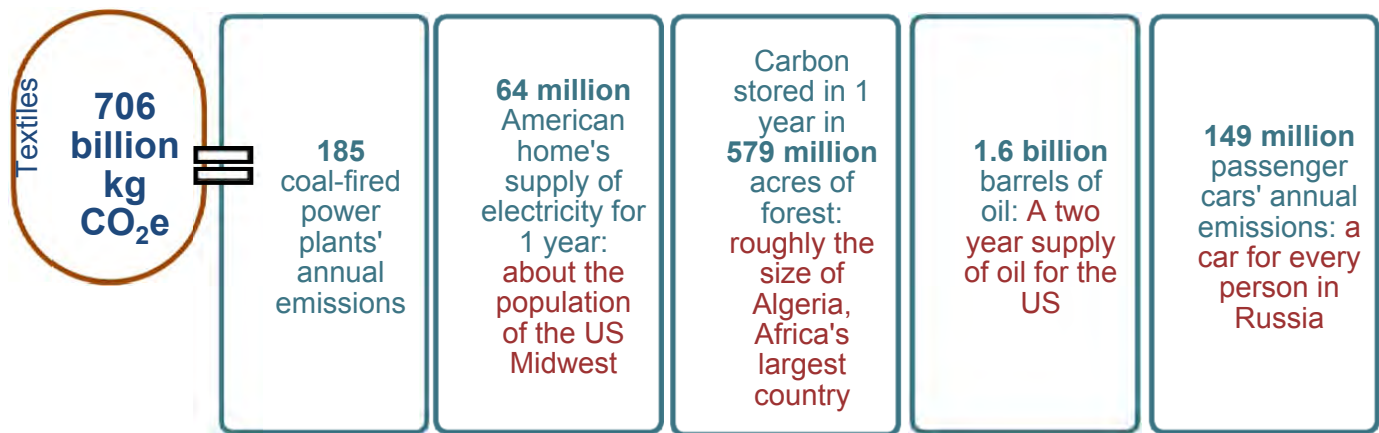 Textiles
706
billion
kg
CO₂e
185
coal-fired
power
plants'
annual
emissions
64 million
American
home's
supply of
electricity for
1 year:
about the
population
of the US
Midwest
Carbon
stored in 1
year in
579 million
acres of
forest:
roughly the
size of
Algeria,
Africa's
largest
country
1.6 billion
barrels of
oil: A two
year supply
of oil for the
US
149 million
passenger
cars' annual
emissions: a
car for every
person in
Russia